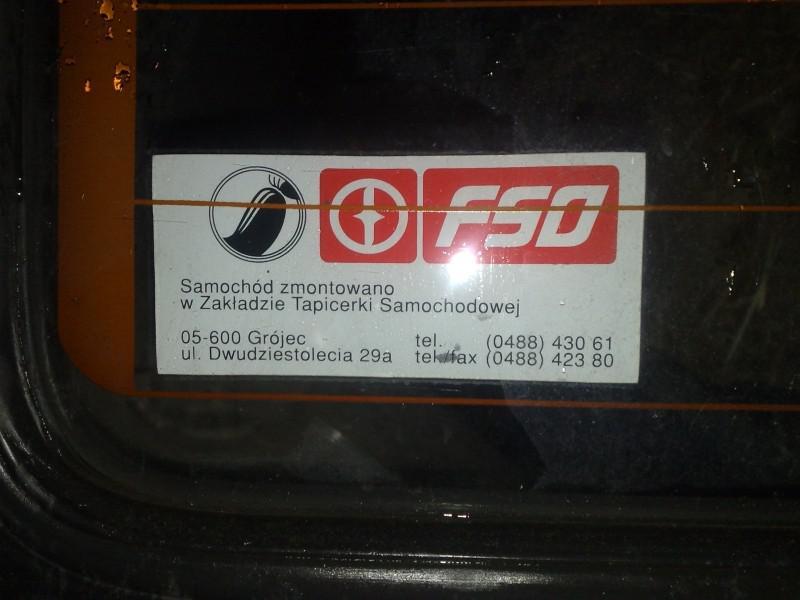 FSO
Samochód zmontowano
w Zakładzie Tapicerki Samochodowej
05-600 Grójec tel. (0488) 430 61
ul. Dwudziestolecia 29a tel/fax (0488) 423 80